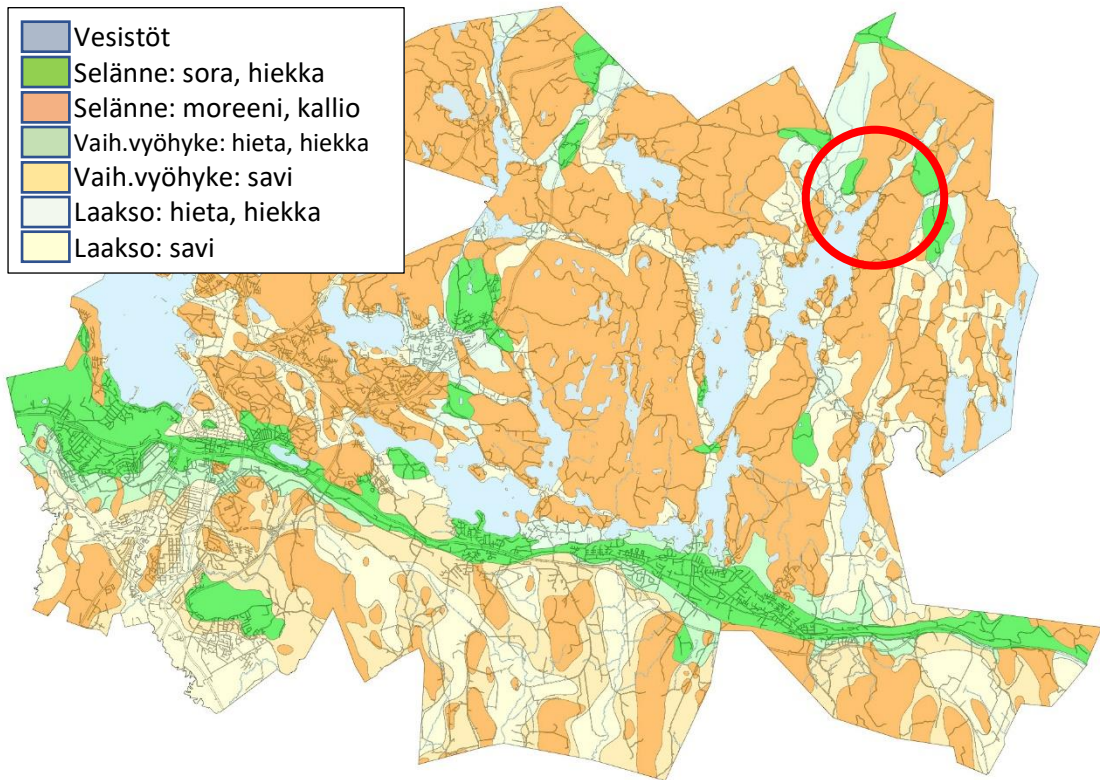 Vesistöt
Selänne: sora, hiekka
Selänne: moreeni, kallio
Vaih.vyöhyke: hieta, hiekka
Vaih.vyöhyke: savi
Laakso: hieta, hiekka
Laakso: savi